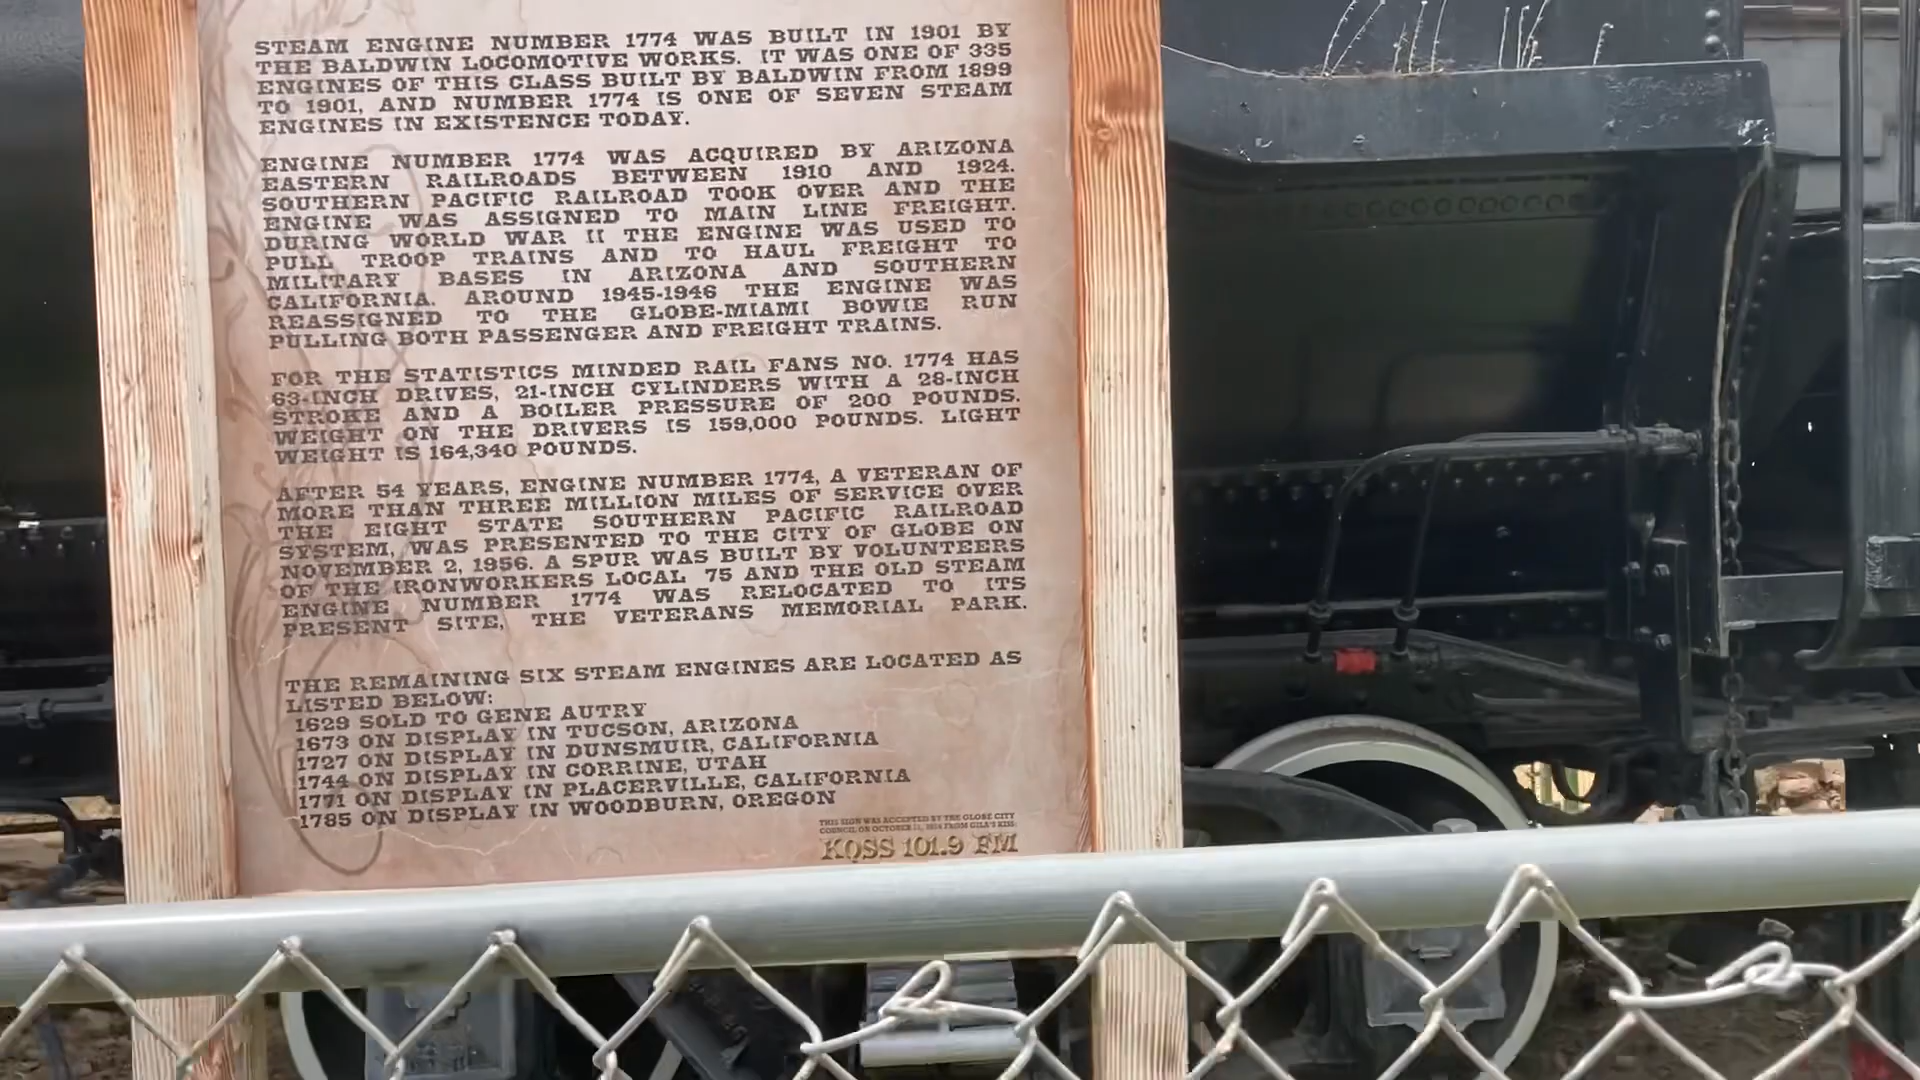 STEAM ENGINE NUMBER 1774 WAS BUILT IN 1901 BY
THE BALDWIN LOCOMOTIVE WORKS. IT WAS ONE OF 335
ENGINES OF THIS CLASS BUILT BY BALDWIN FROM 1899
TO 1901, AND NUMBER 1774 IS ONE OF SEVEN STEAM
ENGINES IN EXISTENCE TODAY.
ENGINE NUMBER 1774 WAS ACQUIRED BY ARIZONA
EASTERN RAILROADS BETWEEN 1910 AND 1924.
SOUTHERN PACIFIC RAILROAD TOOK OVER AND THE
ENGINE WAS ASSIGNED TO MAIN LINE FREIGHT.
DURING WORLD WAR II THE ENGINE WAS USED TO
PULL TROOP TRAINS AND TO HAUL FREIGHT TO
MILITARY BASES IN ARIZONA AND SOUTHERN
CALIFORNIA. AROUND 1945-1946 THE ENGINE WAS
REASSIGNED TO THE GLOBE-MIAMI BOWIE RUN
PULLING BOTH PASSENGER AND FREIGHT TRAINS.
FOR THE STATISTICS MINDED RAIL FANS NO. 1774 HAS
63-INCH DRIVES, 21-INCH CYLINDERS WITH A 28-INCH
STROKE AND A BOILER PRESSURE OF 200 POUNDS.
WEIGHT ON THE DRIVERS IS 159,000 POUNDS. LIGHT
WEIGHT IS 164,340 POUNDS.
AFTER 54 YEARS, ENGINE NUMBER 1774, A VETERAN OF
MORE THAN THREE MILLION MILES OF SERVICE OVER
THE EIGHT STATE SOUTHERN PACIFIC RAILROAD
SYSTEM, WAS PRESENTED TO THE CITY OF GLOBE ON
NOVEMBER 2, 1956. A SPUR WAS BUILT BY VOLUNTEERS
OF THE IRONWORKERS LOCAL 75 AND THE OLD STEAM
ENGINE NUMBER 1774 WAS RELOCATED TO ITS
PRESENT SITE, THE VETERANS MEMORIAL PARK.
THE REMAINING SIX STEAM ENGINES ARE LOCATED AS
LISTED BELOW:
1629 SOLD TO GENE AUTRY
1673 ON DISPLAY IN TUCSON, ARIZONA
1727 ON DISPLAY IN DUNSMUIR, CALIFORNIA
1744 ON DISPLAY IN CORRINE, UTAH
1771 ON DISPLAY IN PLACERVILLE, CALIFORNIA
1785 ON DISPLAY IN WOODBURN, OREGON
THIS SIGN WAS ACCEPTED BY THE GLOBE CITY
COUNCIL ON OCTOBER FROM GILA'S KISS
KQSS 101.9 FM